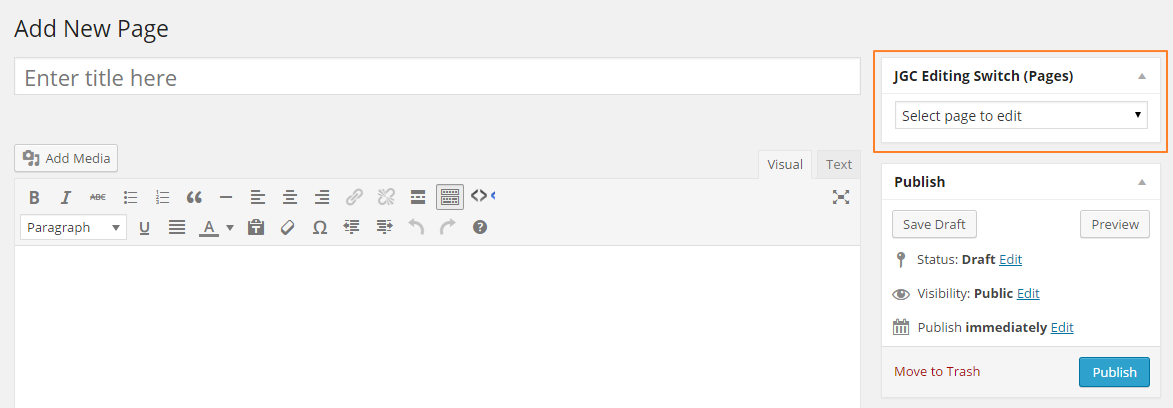 Add New Page
Enter title here
Add Media
Visual
Text
B I ABC
Paragraph
U A Ω ?
JGC Editing Switch (Pages)
Select page to edit
Publish
Save Draft
Preview
Status: Draft Edit
Visibility: Public Edit
Publish immediately Edit
Move to Trash
Publish